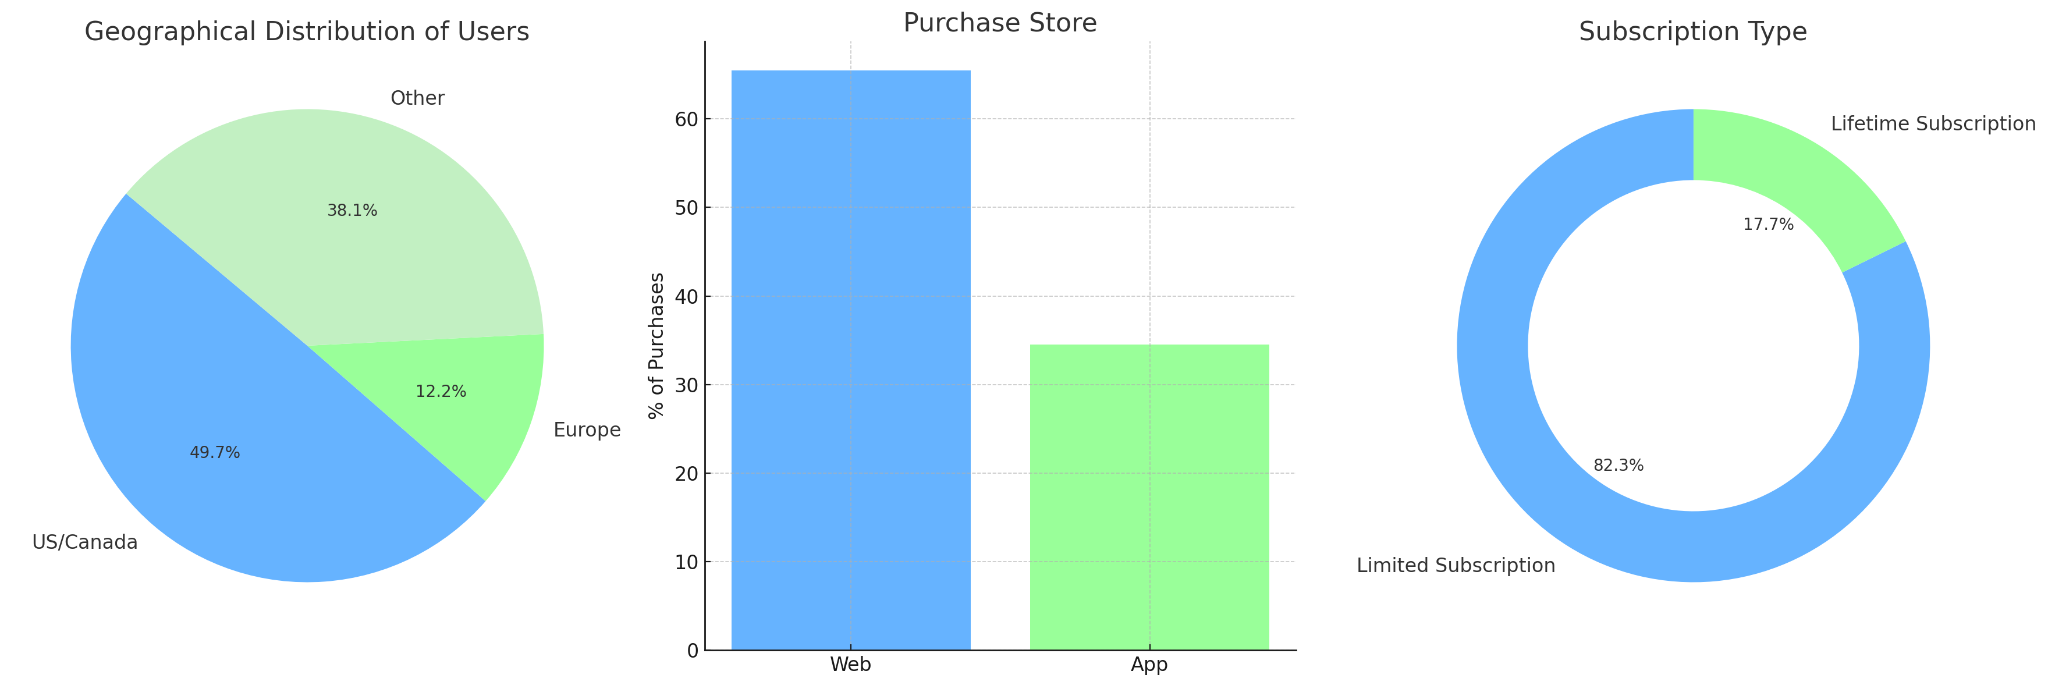 Geographical Distribution of Users
Other
38.1%
12.2%
Europe
49.7%
US/Canada
Purchase Store
% of Purchases
60
50
40
30
20
10
0
Web
App
Subscription Type
Lifetime Subscription
17.7%
82.3%
Limited Subscription